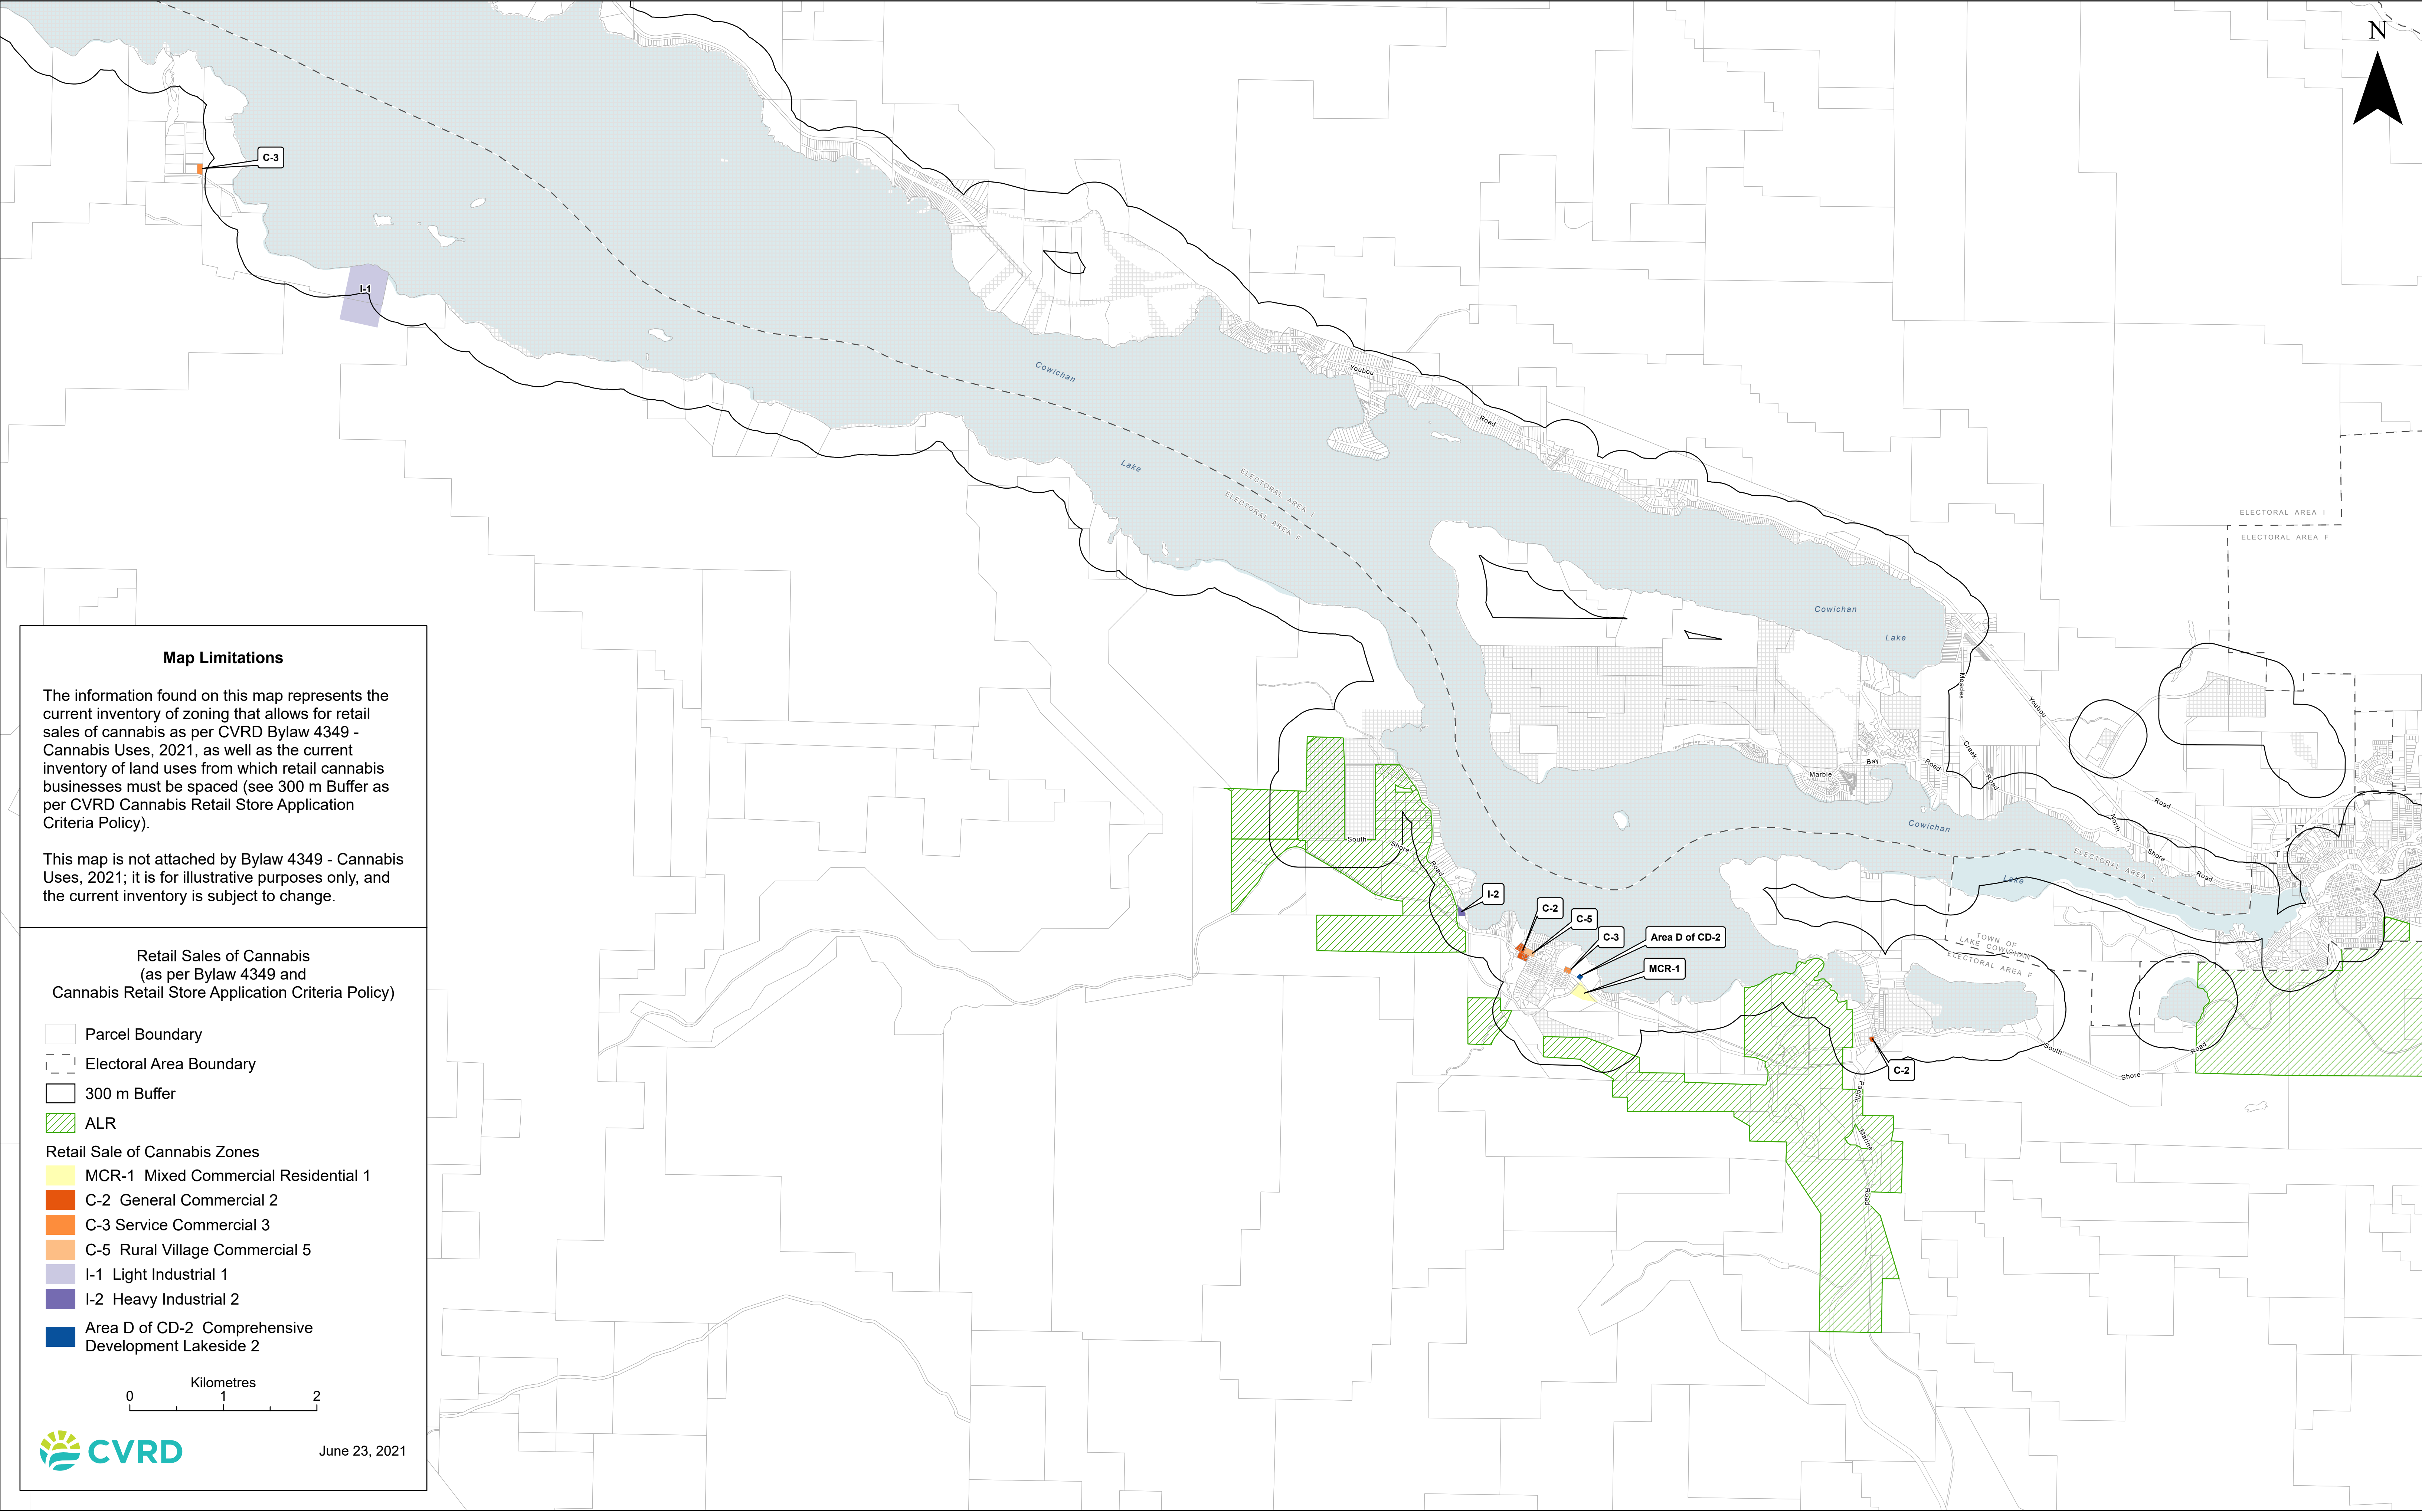 N
C-3
I-1
Cowichan
Lake
Youbou
Road
ELECTORAL AREA I
ELECTORAL AREA F
ELECTORAL AREA I
ELECTORAL AREA F
Cowichan
Lake
Meades
Creek
Road
Youbou
Road
Marble
Bay
Road
North
Shore
Road
Cowichan
Lake
ELECTORAL AREA I
TOWN OF
LAKE COWICHAN
ELECTORAL AREA F
South
Shore
Road
I-2
C-2
C-5
C-3
Area D of CD-2
MCR-1
C-2
South
Shore
Road
Pacific
Marine
Road
Map Limitations
The information found on this map represents the
current inventory of zoning that allows for retail
sales of cannabis as per CVRD Bylaw 4349 -
Cannabis Uses, 2021, as well as the current
inventory of land uses from which retail cannabis
businesses must be spaced (see 300 m Buffer as
per CVRD Cannabis Retail Store Application
Criteria Policy).
This map is not attached by Bylaw 4349 - Cannabis
Uses, 2021; it is for illustrative purposes only, and
the current inventory is subject to change.
Retail Sales of Cannabis
(as per Bylaw 4349 and
Cannabis Retail Store Application Criteria Policy)
Parcel Boundary
Electoral Area Boundary
300 m Buffer
ALR
Retail Sale of Cannabis Zones
MCR-1 Mixed Commercial Residential 1
C-2 General Commercial 2
C-3 Service Commercial 3
C-5 Rural Village Commercial 5
I-1 Light Industrial 1
I-2 Heavy Industrial 2
Area D of CD-2 Comprehensive
Development Lakeside 2
Kilometres
0 1 2
CVRD
June 23, 2021